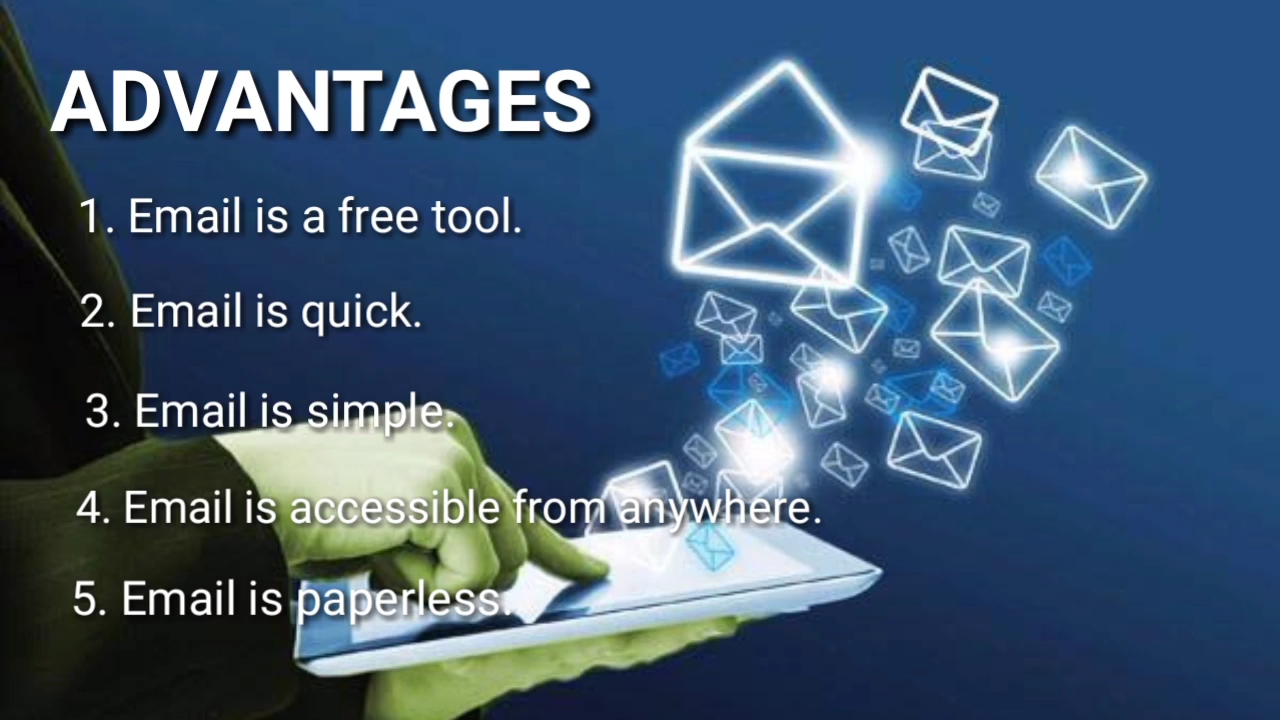 ADVANTAGES
1. Email is a free tool.
2. Email is quick.
3. Email is simple.
4. Email is accessible from anywhere.
5. Email is paperless.